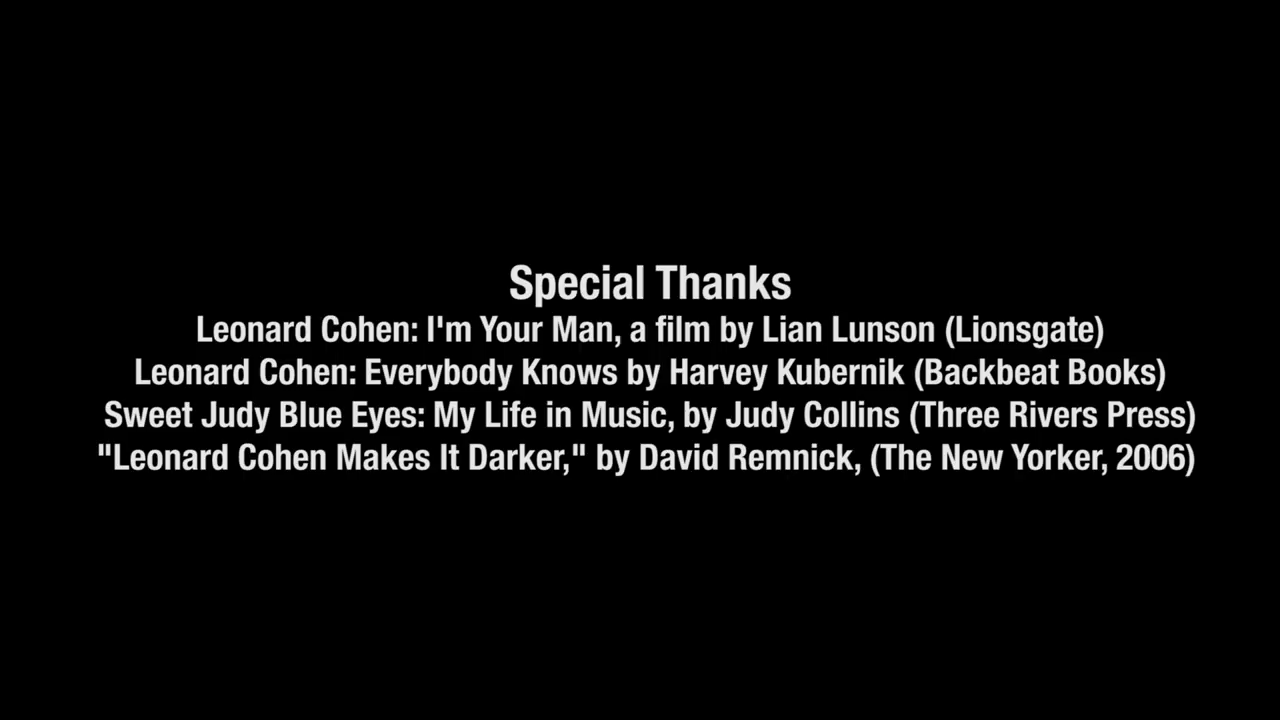 Special Thanks
Leonard Cohen: I'm Your Man, a film by Lian Lunson (Lionsgate)
Leonard Cohen: Everybody Knows by Harvey Kubernik (Backbeat Books)
Sweet Judy Blue Eyes: My Life in Music, by Judy Collins (Three Rivers Press)
"Leonard Cohen Makes It Darker," by David Remnick, (The New Yorker, 2006)